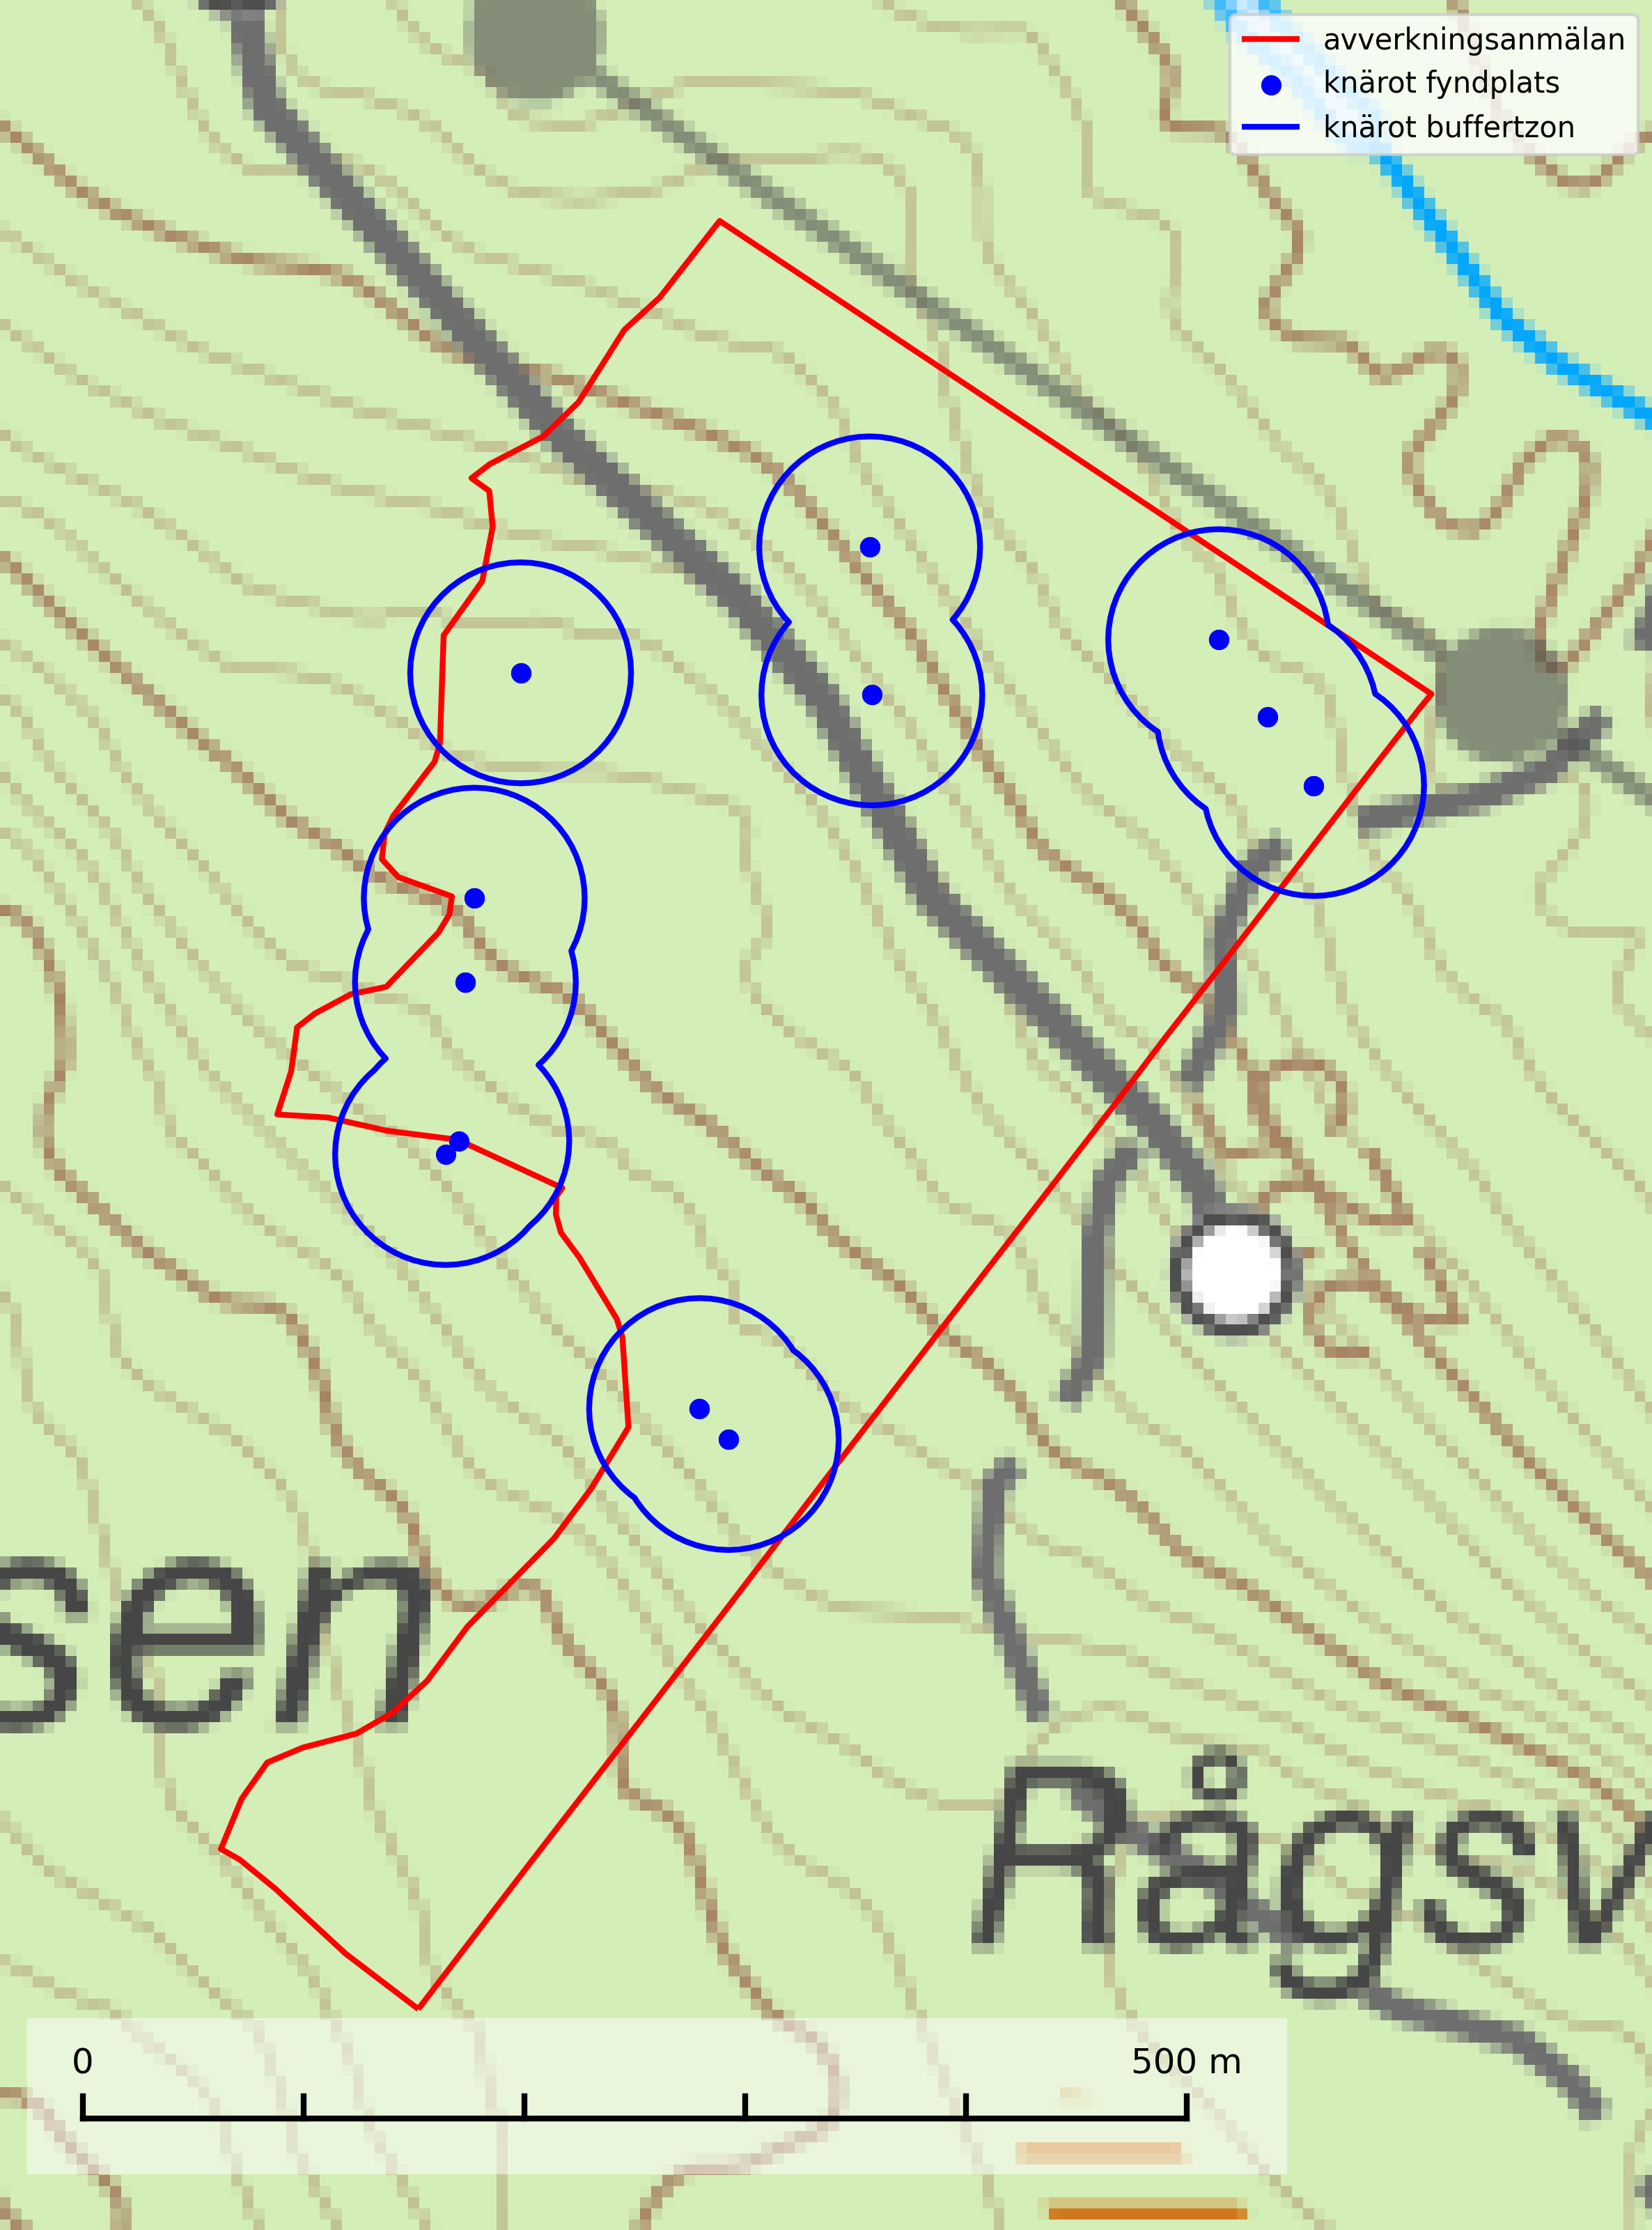 avverkningsanmälan
knärot fyndplats
knärot buffertzon
sen
Rågsv
0 500 m